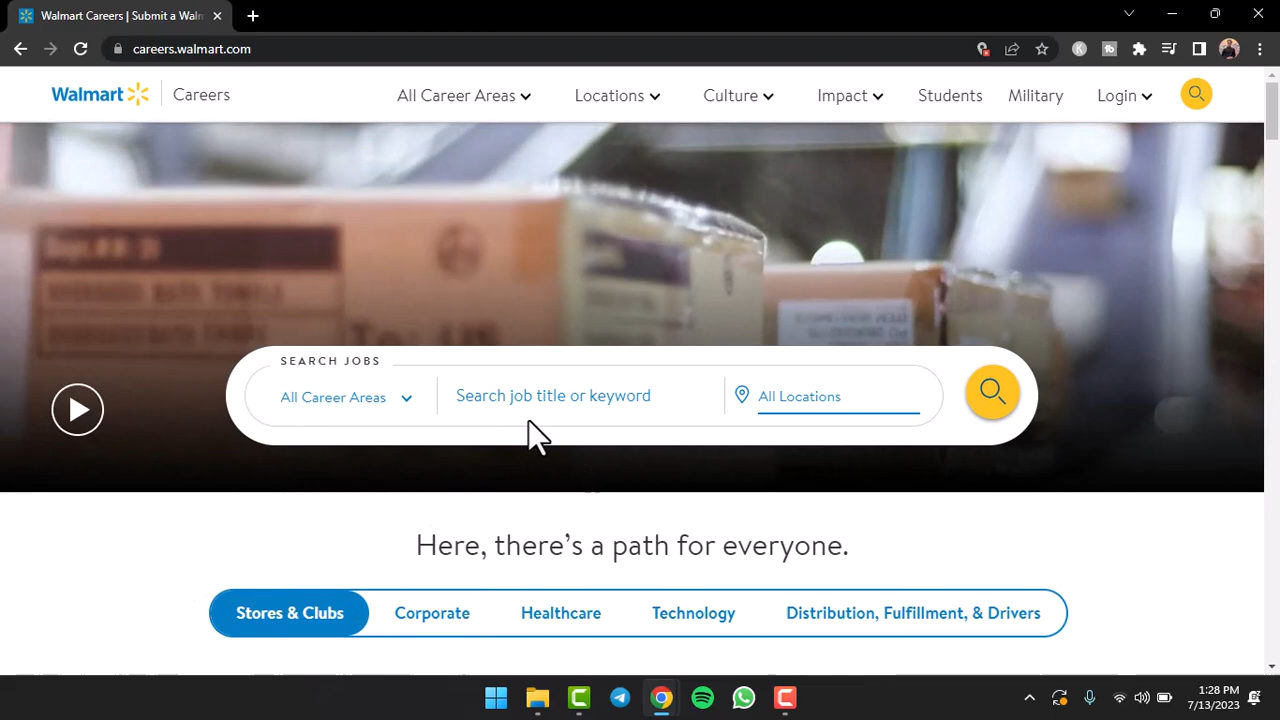 Walmart Careers | Submit a Waln
careers.walmart.com
Walmart Careers All Career Areas Locations Culture Impact Students Military Login
SEARCH JOBS
All Career Areas Search job title or keyword All Locations
Here, there's a path for everyone.
Stores & Clubs Corporate Healthcare Technology Distribution, Fulfillment, & Drivers
1:28 PM
7/13/2023